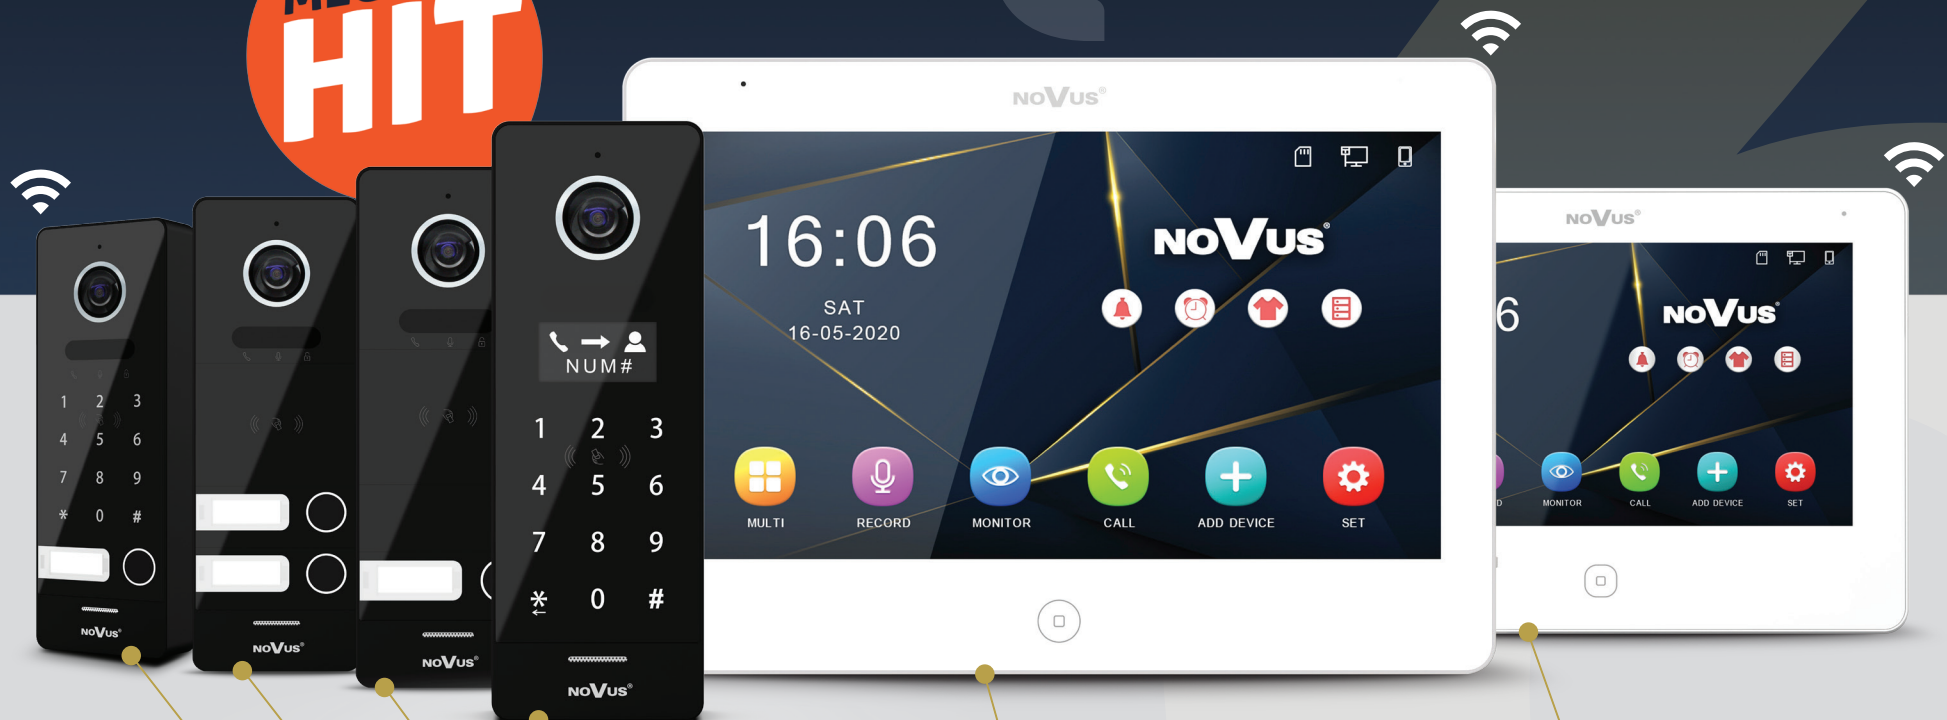 HIT
NOVUS®
16:06
SAT
16-05-2020
NOVUS®
MULTI
RECORD
MONITOR
CALL
ADD DEVICE
SET
NOVUS®
6
NOVUS®
D
MONITOR
CALL
ADD DEVICE
SET
1 2 3
4 5 6
7 8 9
* 0 #
NOVUS®
NOVUS®
NOVUS®
NUM#
1 2 3
4 5 6
7 8 9
* 0 #
NOVUS®